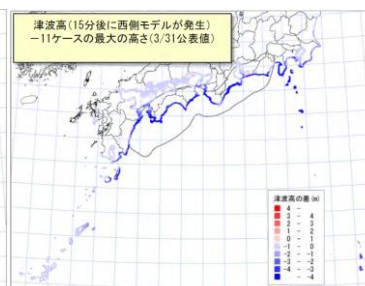 津波高(15分後に西側モデルが発生)
－11ケースの最大の高さ(3/31公表値)
津波高の差(m)
4 -
3 - 4
2 - 3
1 - 2
0 - 1
-1 - 0
-2 - -1
-3 - -2
-4 - -3
- -4